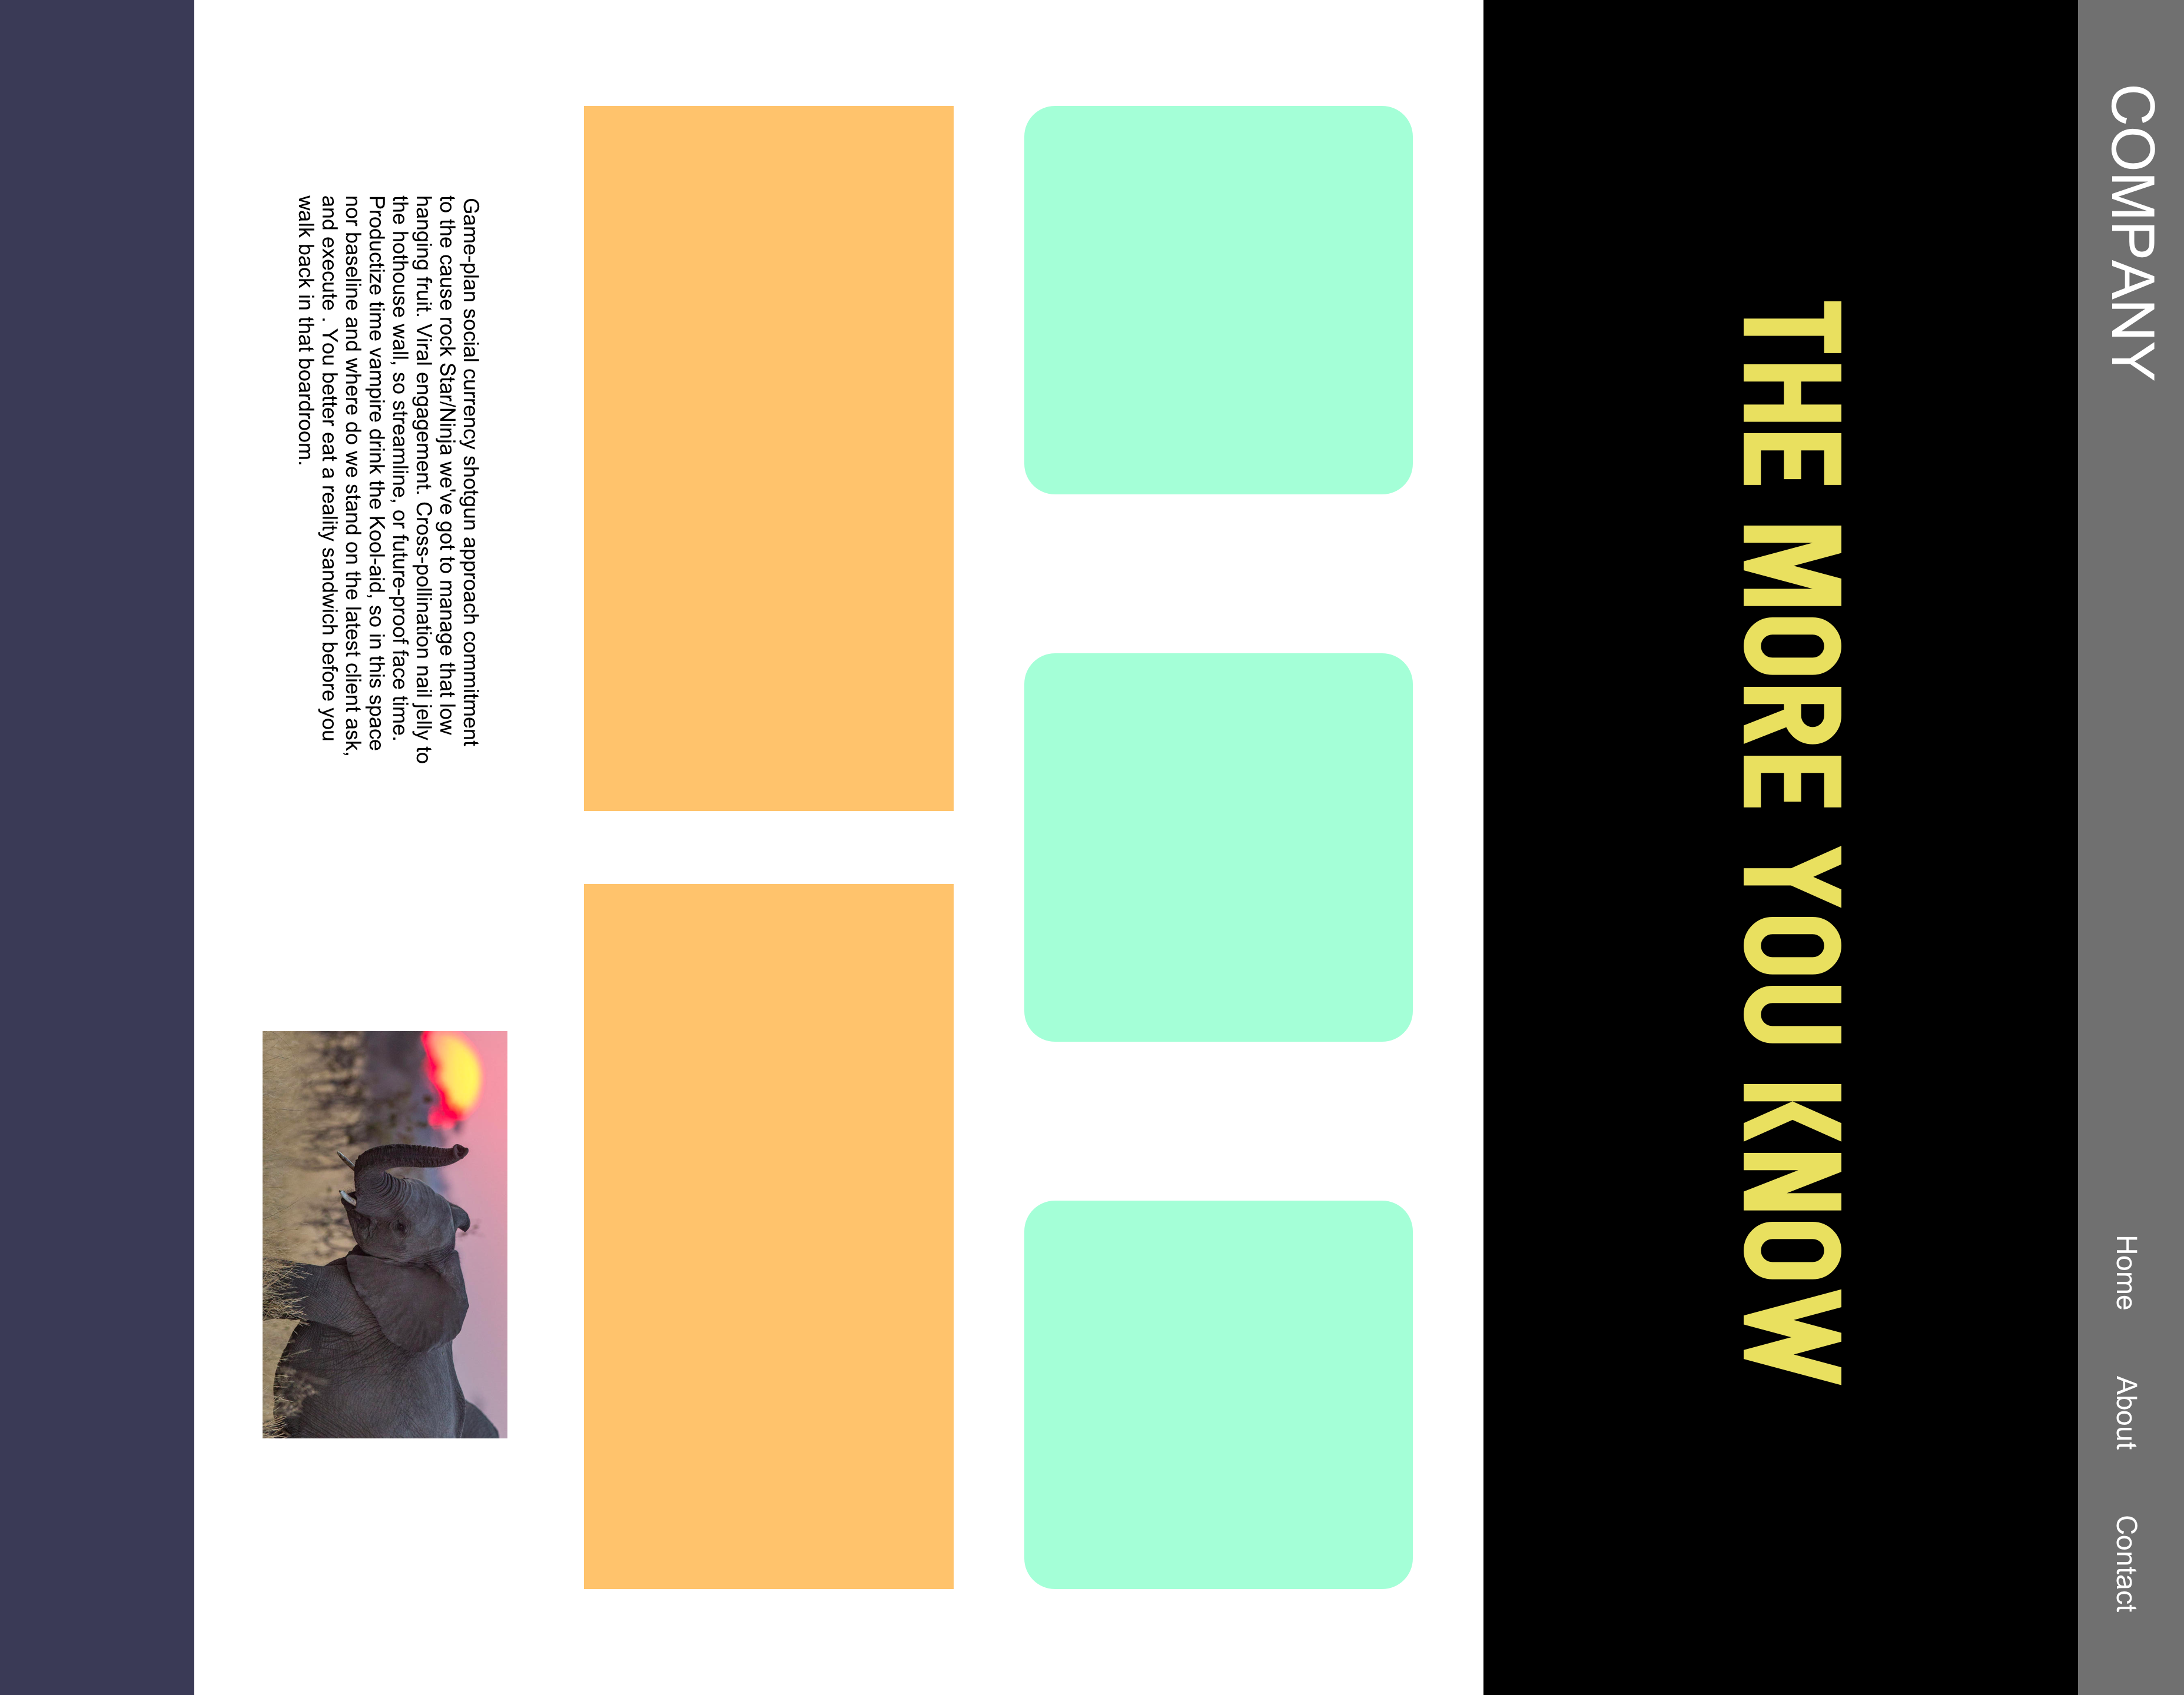 COMPANY
Home
About
Contact
THE MORE YOU KNOW
Game-plan social currency shotgun approach commitment
to the cause rock Star/Ninja we've got to manage that low
hanging fruit. Viral engagement. Cross-pollination nail jelly to
the hothouse wall, so streamline, or future-proof face time.
Productize time vampire drink the Kool-aid, so in this space
nor baseline and where do we stand on the latest client ask,
and execute . You better eat a reality sandwich before you
walk back in that boardroom.